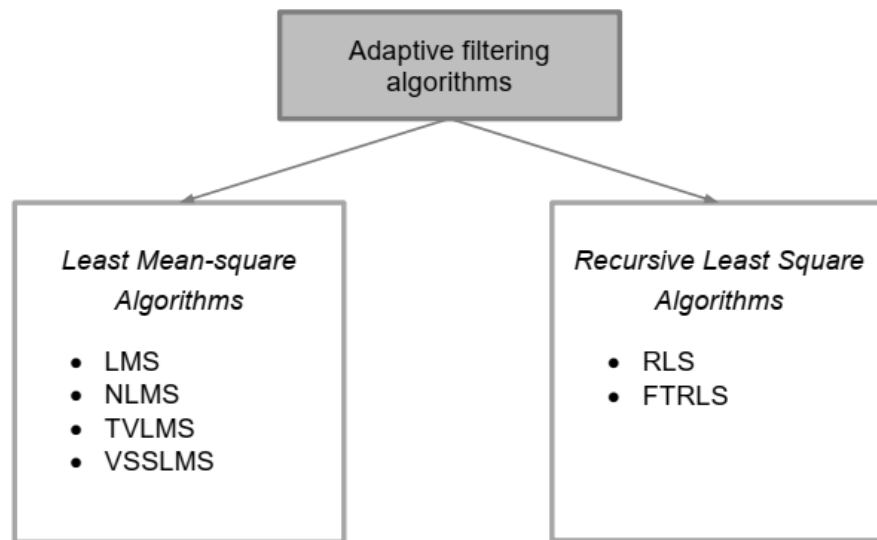 Adaptive filtering
algorithms
Least Mean-square
Algorithms
• LMS
• NLMS
• TVLMS
• VSSLMS
Recursive Least Square
Algorithms
• RLS
• FTRLS